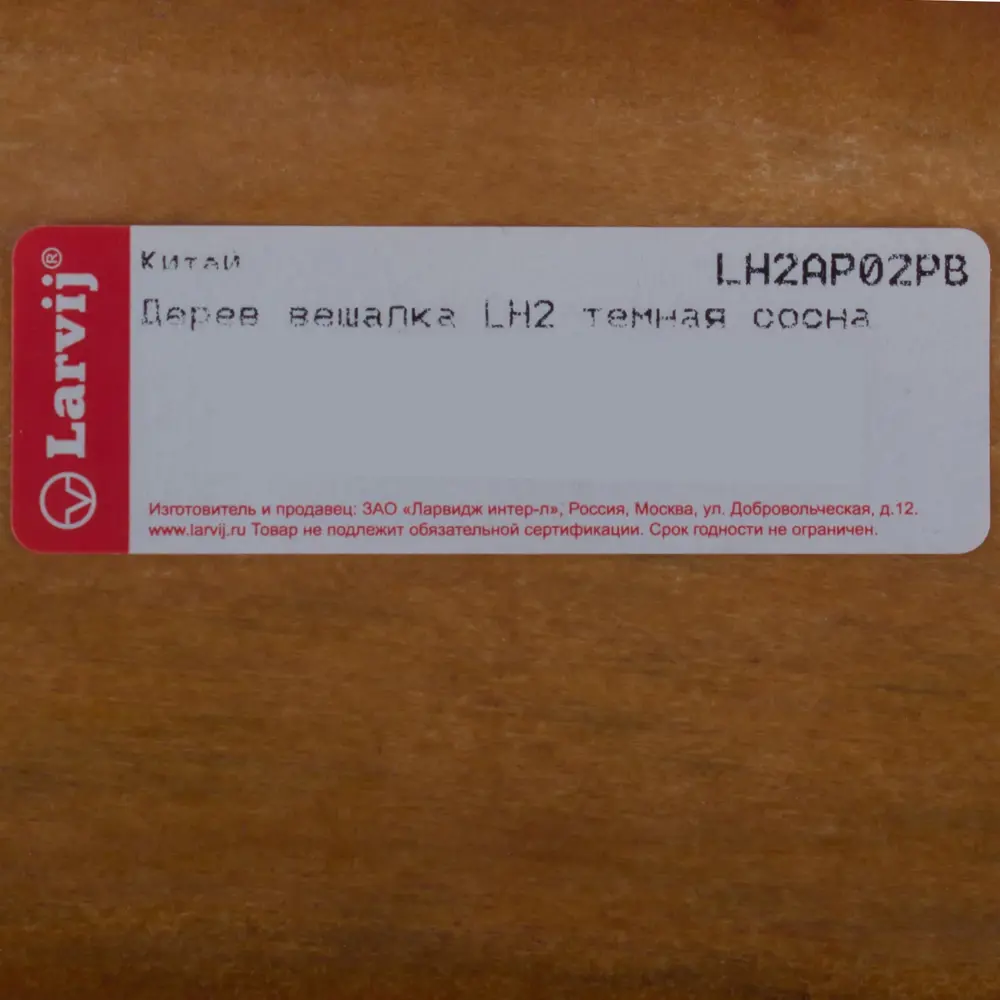 Larvij®
Китай
LH2AP02PB
Дерев вешалка LH2 темная сосна
Изготовитель и продавец: ЗАО «Ларвидж интер-л», Россия, Москва, ул. Добровольческая, д.12.
www.larvij.ru Товар не подлежит обязательной сертификации. Срок годности не ограничен.